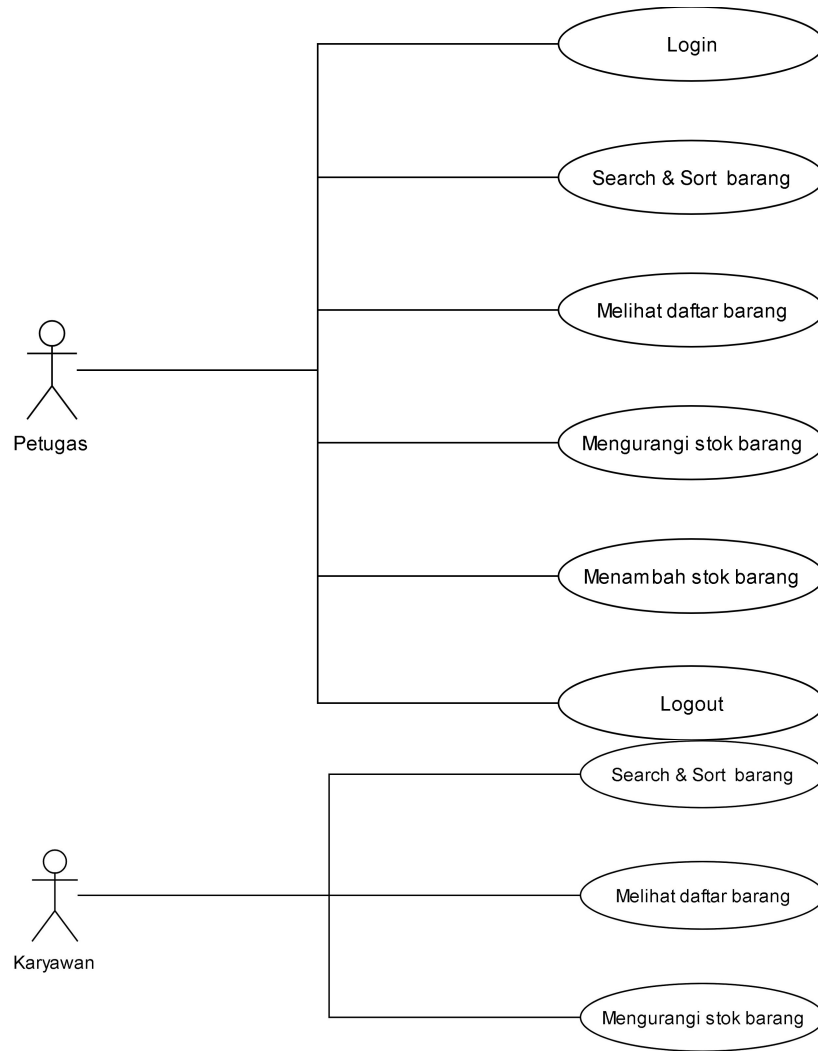 Login
Search & Sort barang
Melihat daftar barang
Petugas
Mengurangi stok barang
Menambah stok barang
Logout
Search & Sort barang
Melihat daftar barang
Karyawan
Mengurangi stok barang